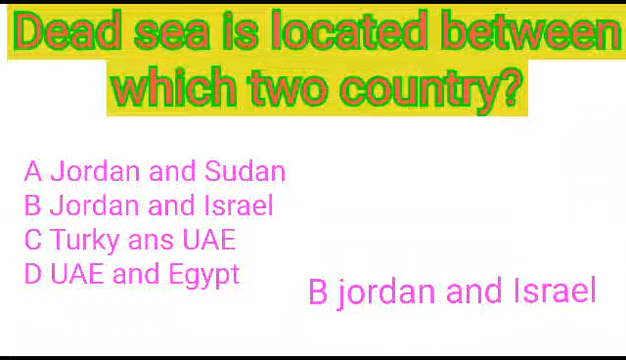 Dead sea is located between
which two country?
A Jordan and Sudan
B Jordan and Israel
C Turky ans UAE
D UAE and Egypt
B jordan and Israel